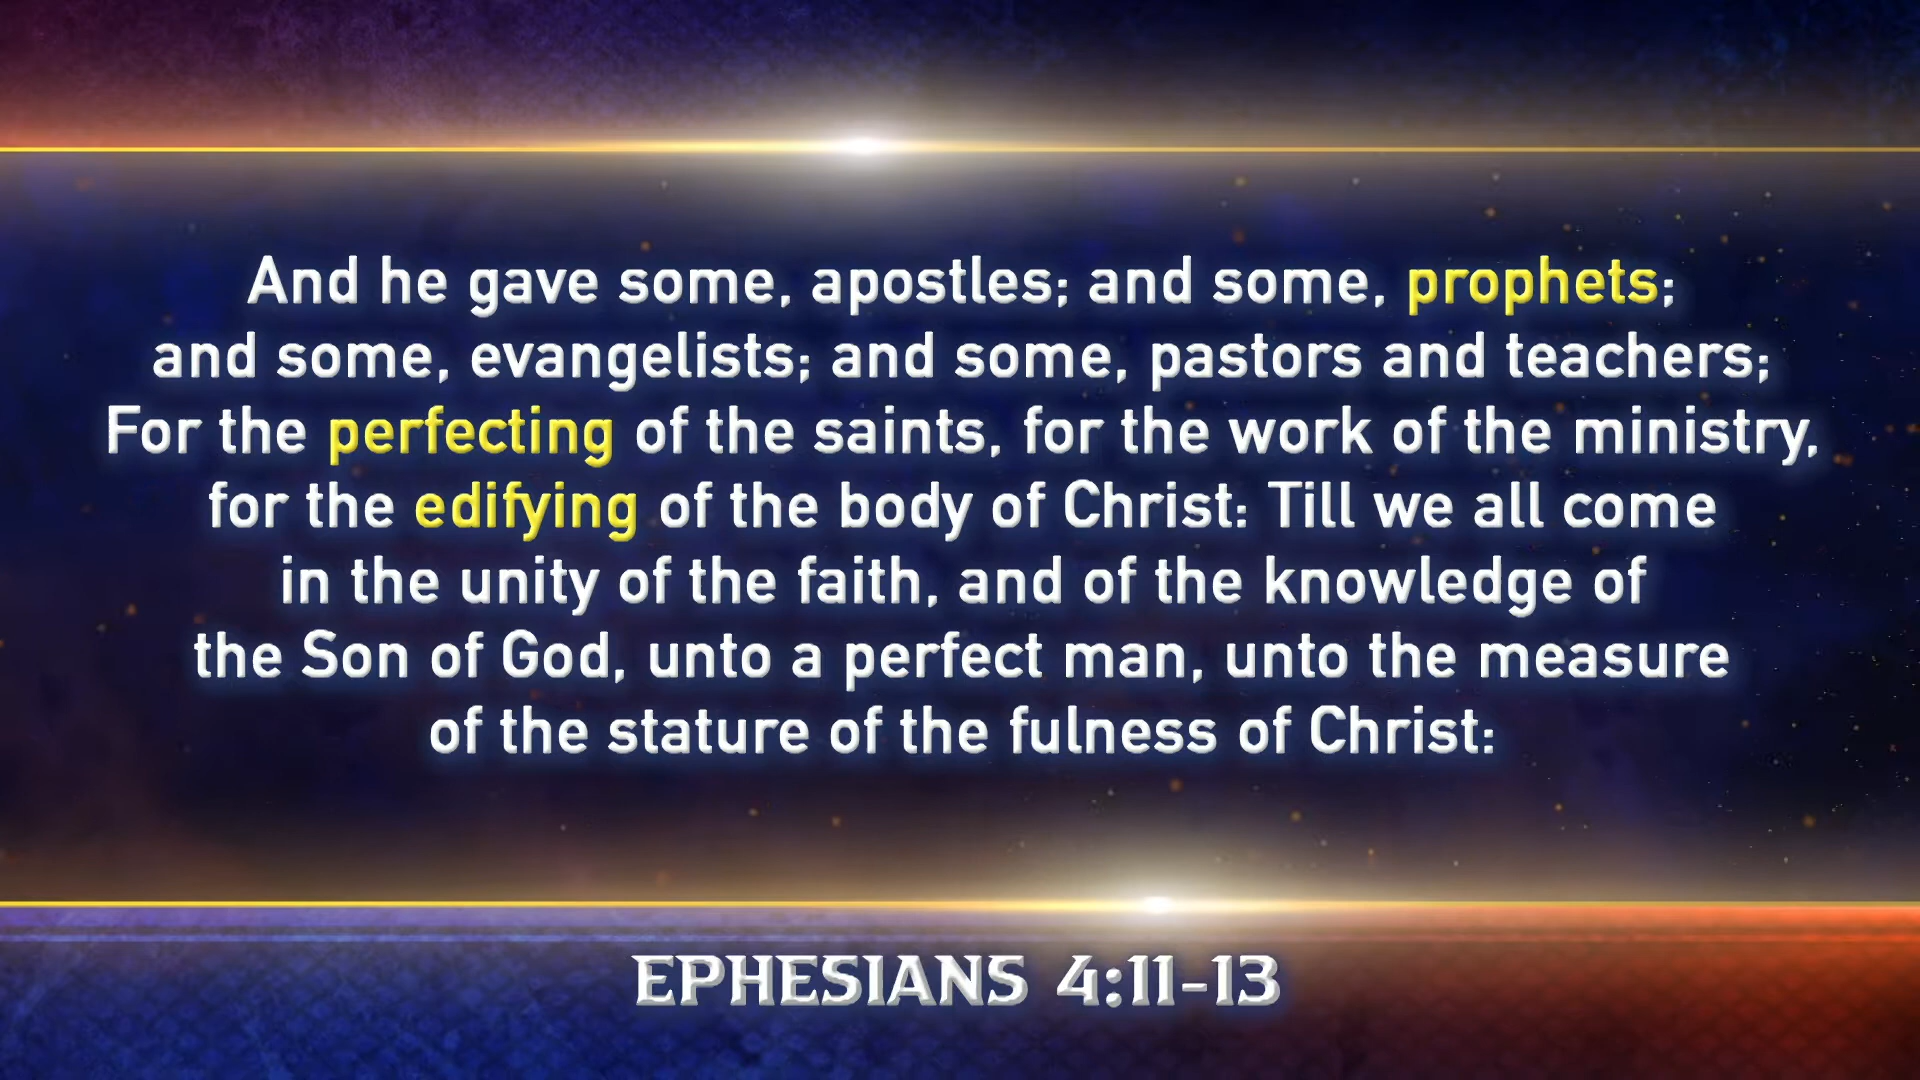 And he gave some, apostles; and some, prophets;
and some, evangelists; and some, pastors and teachers;
For the perfecting of the saints, for the work of the ministry,
for the edifying of the body of Christ: Till we all come
in the unity of the faith, and of the knowledge of
the Son of God, unto a perfect man, unto the measure
of the stature of the fulness of Christ:
EPHESIANS 4:11-13